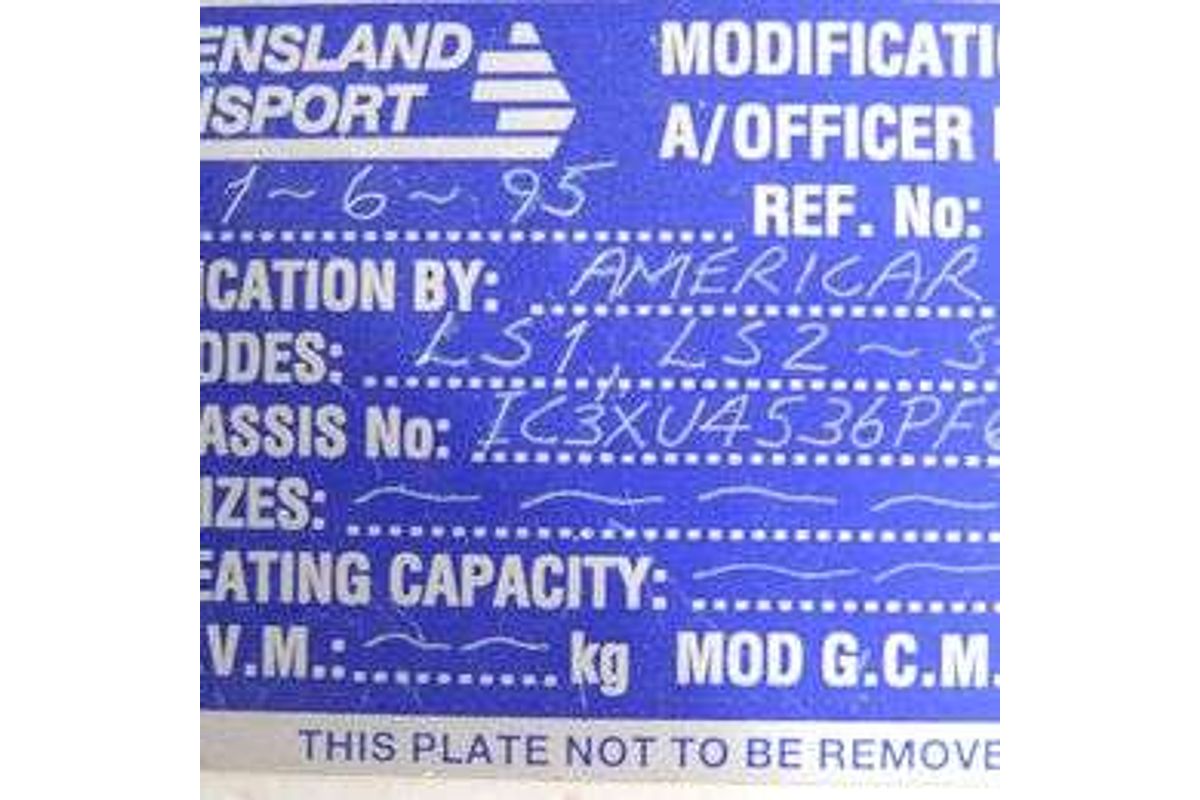 ENSLAND
NSPORT
MODIFICATI
A/OFFICER
1~6~95
REF. No:
ICATION BY: AMERICAR
ODES: LS1, LS2~S
ASSIS No: IC3XU4536PF6
IZES: ~ ~ ~ ~
EATING CAPACITY: ~ ~
V.M.: ~ ~ kg MOD G.C.M.
THIS PLATE NOT TO BE REMOVE